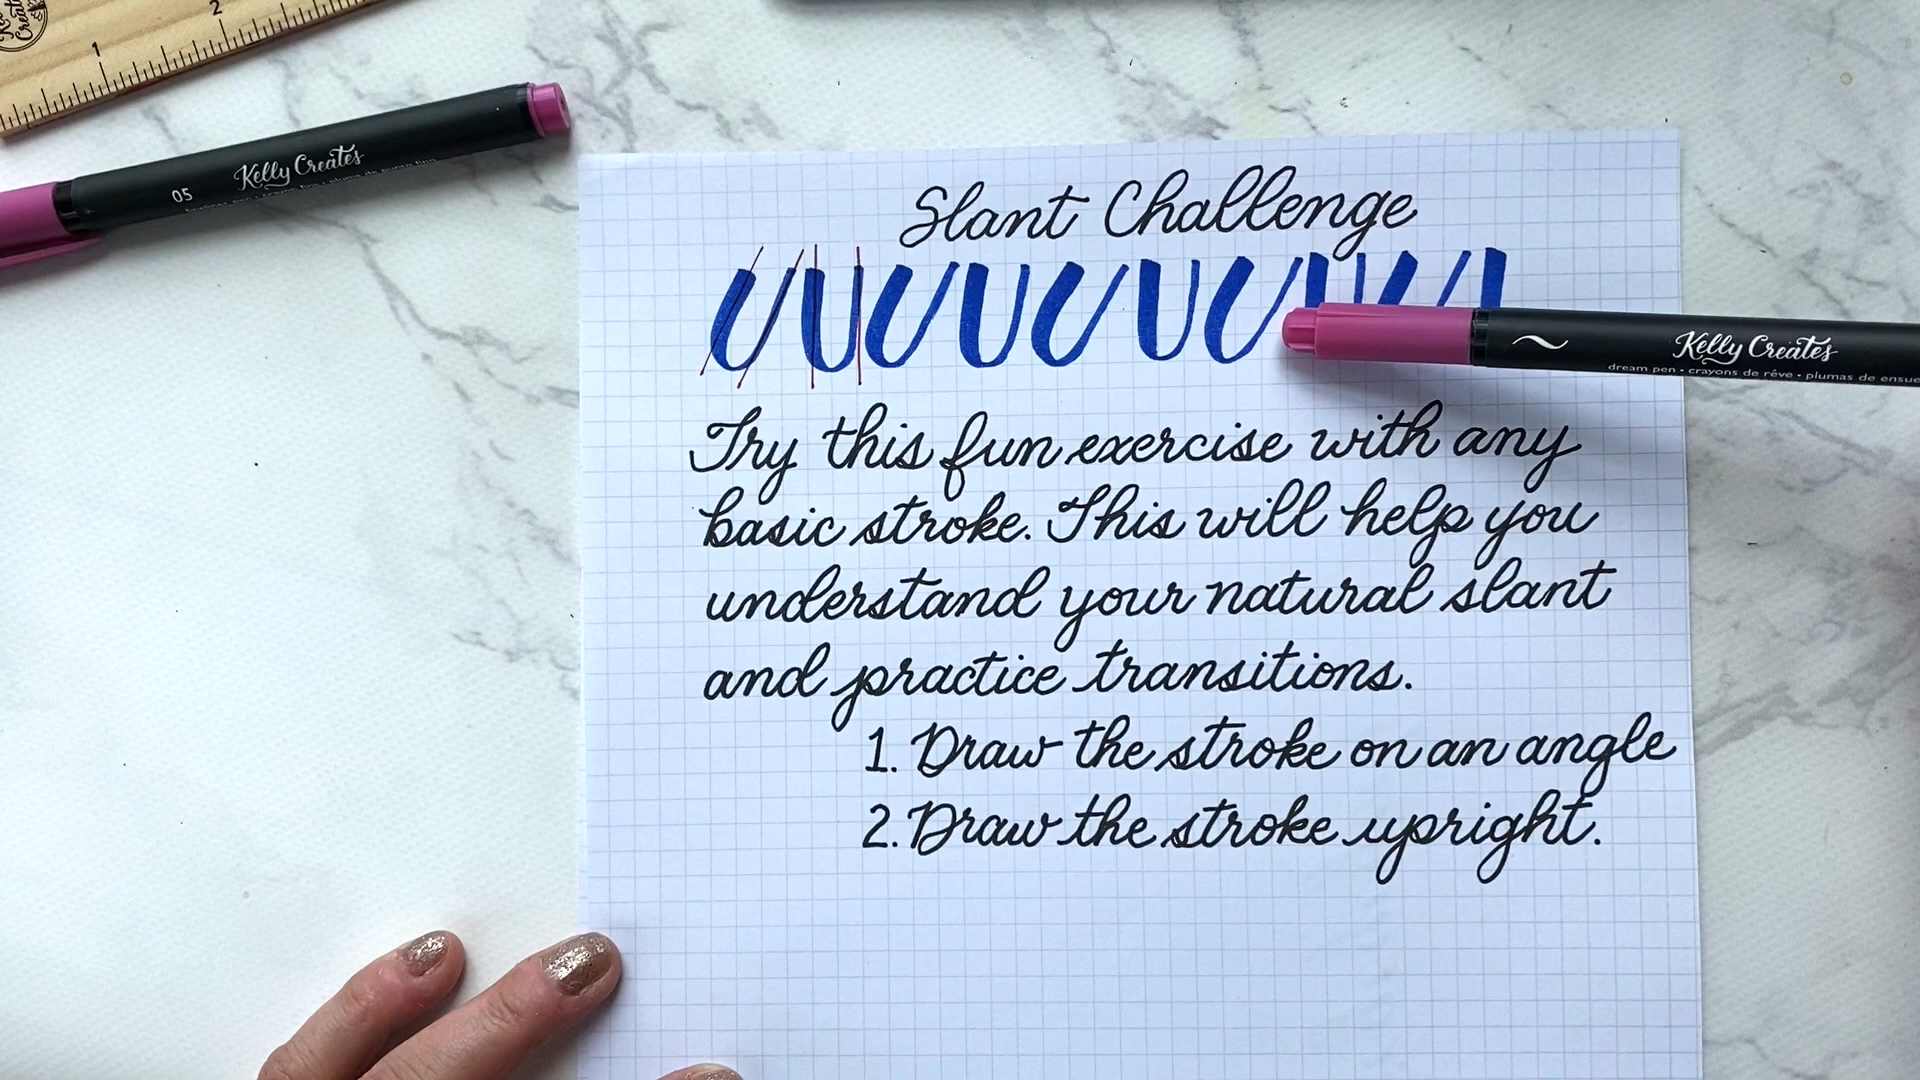 1 2
05 Kelly Creates
Slant Challenge
Kelly Creates
dream pen • crayons de rêve • plumas de ensue
Try this fun exercise with any
basic stroke. This will help you
understand your natural slant
and practice transitions.
1. Draw the stroke on an angle
2. Draw the stroke upright.